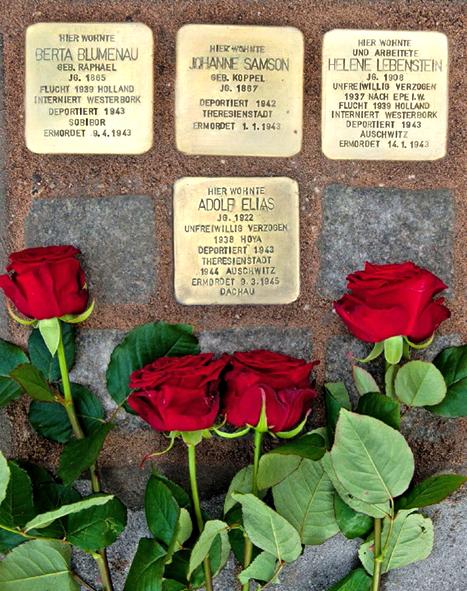 HIER WOHNTE
BERTA BLUMENAU
GEB. RAPHAEL
JG. 1865
FLUCHT 1939 HOLLAND
INTERNIERT WESTERBORK
DEPORTIERT 1943
SOBIBOR
ERMORDET 9.4.1943
HIER WOHNTE
JOHANNE SAMSON
GEB. KOPPEL
JG. 1867
DEPORTIERT 1942
THERESIENSTADT
ERMORDET 1.1.1943
HIER WOHNTE
UND ARBEITETE
HELENE LEBENSTEIN
JG. 1908
UNFREIWILLIG VERZOGEN
1937 NACH EPE I.W.
FLUCHT 1939 HOLLAND
INTERNIERT WESTERBORK
DEPORTIERT 1943
AUSCHWITZ
ERMORDET 14.1.1943
HIER WOHNTE
ADOLF ELIAS
JG. 1922
UNFREIWILLIG VERZOGEN
1938 HOYA
DEPORTIERT 1943
THERESIENSTADT
1944 AUSCHWITZ
ERMORDET 9.3.1945
DACHAU